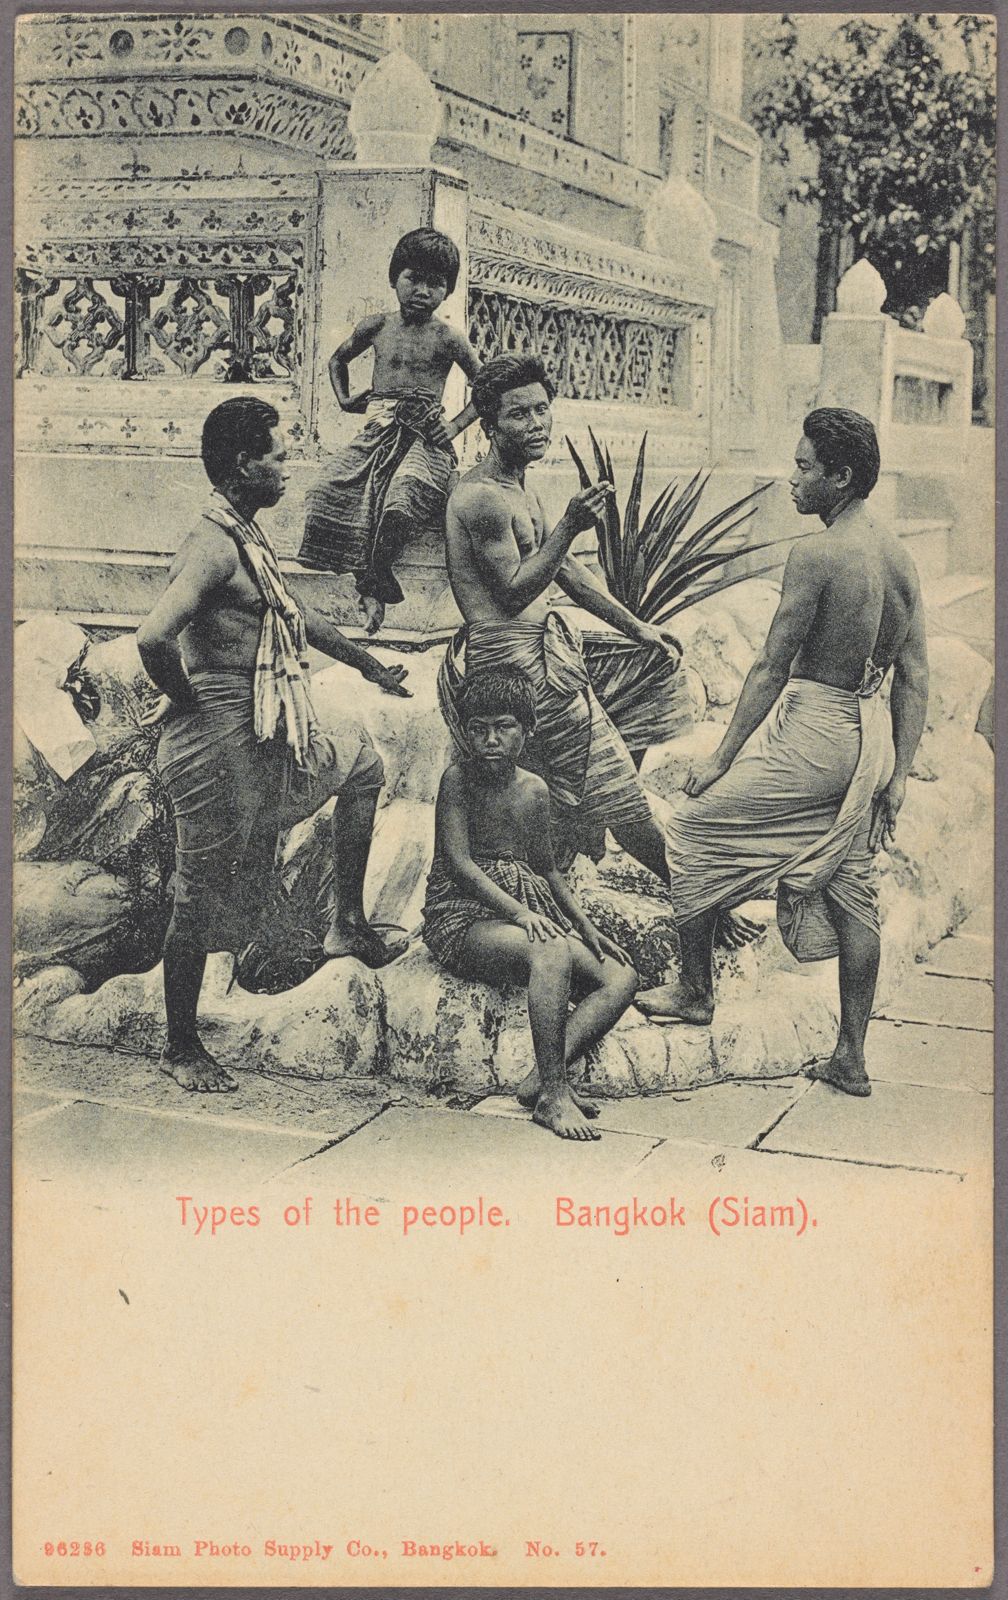 Types of the people. Bangkok (Siam).
96236 Siam Photo Supply Co., Bangkok. No. 57.